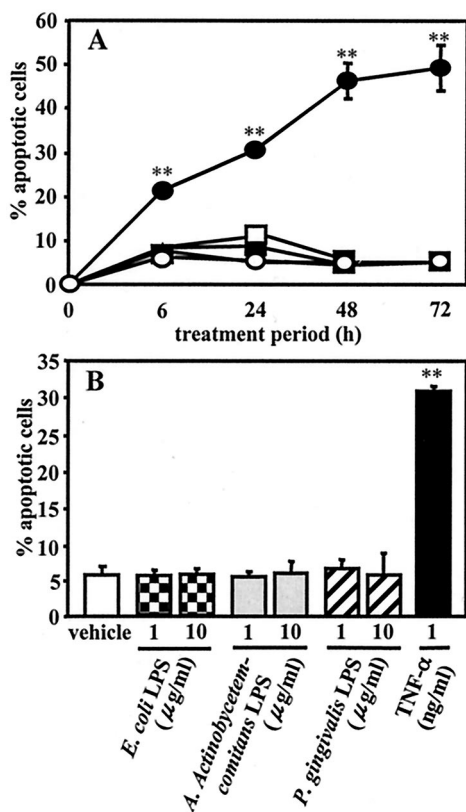 A
% apoptotic cells
60
50
40
30
20
10
0
**
**
**
**
0 6 24 48 72
treatment period (h)
B
% apoptotic cells
35
30
25
20
15
10
5
0
**
vehicle 1 10 1 10 1 10 1
E. coli LPS
(μg/ml)
A. Actinobycetem-
comitans LPS
(μg/ml)
P. gingivalis LPS
(μg/ml)
TNF-α
(ng/ml)